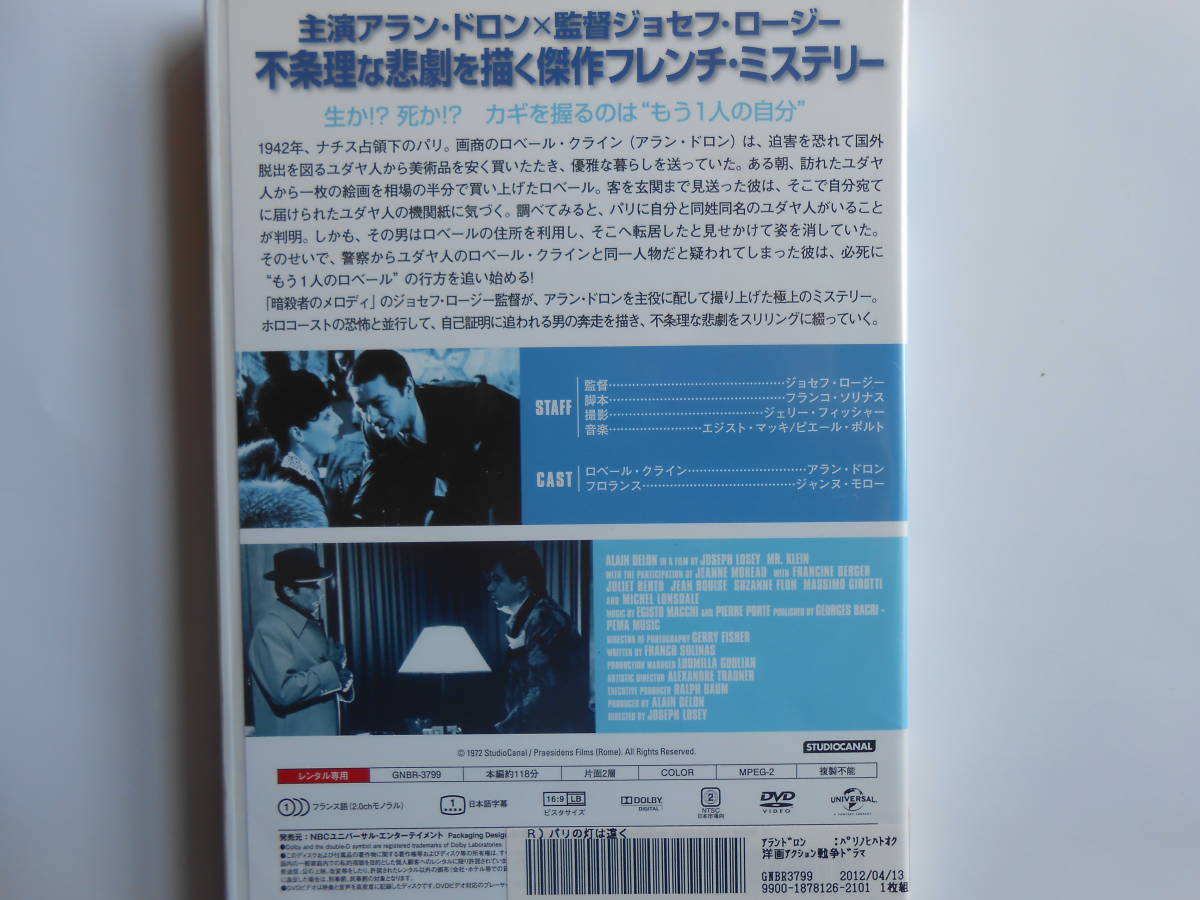 主演アラン・ドロン×監督ジョセフ・ロージー
不条理な悲劇を描く傑作フレンチ・ミステリー
生か!? 死か!? カギを握るのは“もう1人の自分”
1942年、ナチス占領下のパリ。画商のロベール・クライン（アラン・ドロン）は、迫害を恐れて国外
脱出を図るユダヤ人から美術品を安く買いたたき、優雅な暮らしを送っていた。ある朝、訪れたユダヤ
人から一枚の絵画を相場の半分で買い上げたロベール。客を玄関まで見送った彼は、そこで自分宛て
に届けられたユダヤ人の機関紙に気づく。調べてみると、パリに自分と同姓同名のユダヤ人がいること
が判明。しかも、その男はロベールの住所を利用し、そこへ転居したと見せかけて姿を消していた。
そのせいで、警察からユダヤ人のロベール・クラインと同一人物だと疑われてしまった彼は、必死に
“もう1人のロベール”の行方を追い始める!
「暗殺者のメロディ」のジョセフ・ロージー監督が、アラン・ドロンを主役に配して撮り上げた極上のミステリー。
ホロコーストの恐怖と並行して、自己証明に追われる男の奔走を描き、不条理な悲劇をスリリングに綴っていく。
STAFF
監督…ジョセフ・ロージー
脚本…フランコ・ソリナス
撮影…ジェリー・フィッシャー
音楽…エジスト・マッキ/ピエール・ポルト
CAST
ロベール・クライン…アラン・ドロン
フロランス…ジャンヌ・モロー
ALAIN DELON IN A FILM BY JOSEPH LOSEY MR. KLEIN
WITH THE PARTICIPATION OF JEANNE MOREAU WITH FRANCINE BERGER
JULIET BERTO JEAN BOUISE SUZANNE FLON MASSIMO GIROTTI
AND MICHEL LONSDALE
MUSIC BY EGISTO MACCHI AND PIERRE PORTE PUBLISHED BY GEORGES BACRI -
PEMA MUSIC
DIRECTOR OF PHOTOGRAPHY GERRY FISHER
WRITTEN BY FRANCO SOLINAS
PRODUCTION MANAGER LUDMILLA GOULIAN
ARTISTIC DIRECTOR ALEXANDRE TRAUNER
EXECUTIVE PRODUCER RALPH BAUM
PRODUCED BY ALAIN DELON
DIRECTED BY JOSEPH LOSEY
© 1972 StudioCanal / Praesidens Films (Rome). All Rights Reserved.
STUDIOCANAL
レンタル専用 GNBR-3799 本編約118分 片面2層 COLOR MPEG-2 複製不能
1 フランス語（2.0chモノラル） 1 日本語字幕 16:9 LB ビスタサイズ DOLBY DIGITAL 2 NTSC 日本市場向 DVD VIDEO UNIVERSAL
発売元：NBCユニバーサル・エンターテイメント Packaging Design
●Dolby and the double-D symbol are registered trademarks of Dolby Laboratories.
R）パリの灯は遠く
アランドロン :パリノヒハトオク
洋画アクション戦争ドラマ
GNBR3799 2012/04/13
9900-1878126-2101 1枚組